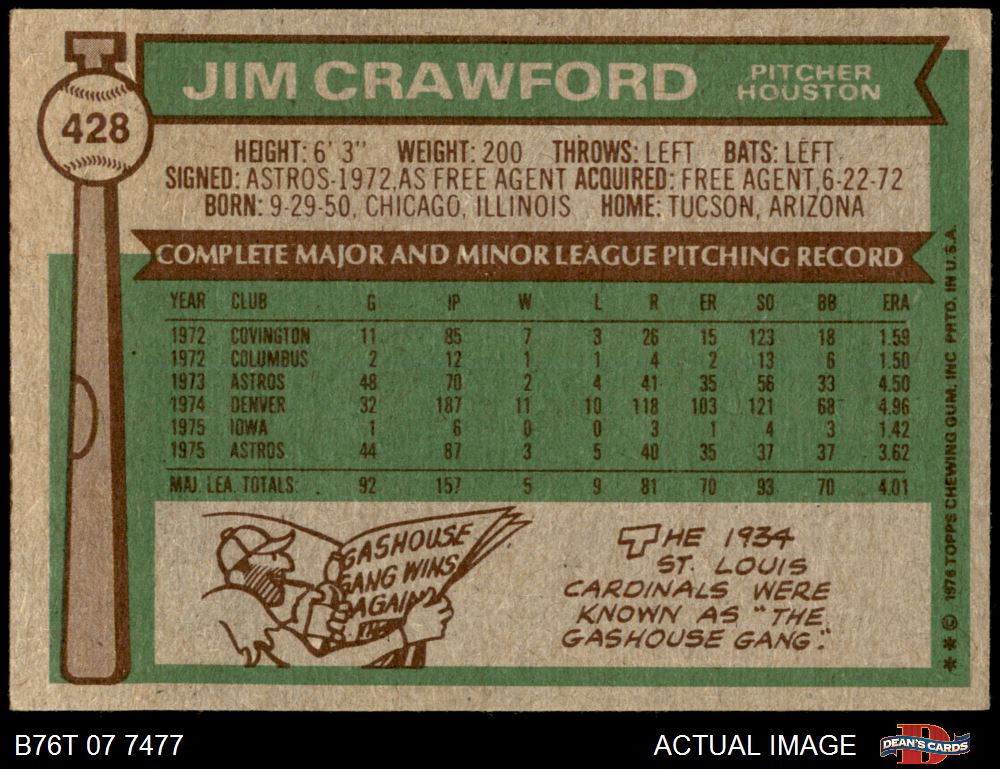 JIM CRAWFORD
PITCHER
HOUSTON
428
HEIGHT: 6' 3" WEIGHT: 200 THROWS: LEFT BATS: LEFT
SIGNED: ASTROS-1972, AS FREE AGENT ACQUIRED: FREE AGENT, 6-22-72
BORN: 9-29-50, CHICAGO, ILLINOIS HOME: TUCSON, ARIZONA
COMPLETE MAJOR AND MINOR LEAGUE PITCHING RECORD
YEAR CLUB G IP W L R ER SO BB ERA
1972 COVINGTON 11 85 7 3 26 15 123 18 1.59
1972 COLUMBUS 2 12 1 1 4 2 13 6 1.50
1973 ASTROS 48 70 2 4 41 35 56 33 4.50
1974 DENVER 32 187 11 10 118 103 121 68 4.96
1975 IOWA 1 6 0 0 3 1 4 3 1.42
1975 ASTROS 44 87 3 5 40 35 37 37 3.62
MAJ. LEA. TOTALS: 92 157 5 9 81 70 93 70 4.01
GASHOUSE
GANG WINS
AGAIN
THE
THE 1934
ST. LOUIS
CARDINALS WERE
KNOWN AS "THE
GASHOUSE GANG."
** © 1976 TOPPS CHEWING GUM, INC PRTD. IN U.S.A.
B76T 07 7477
ACTUAL IMAGE
DEAN'S CARDS